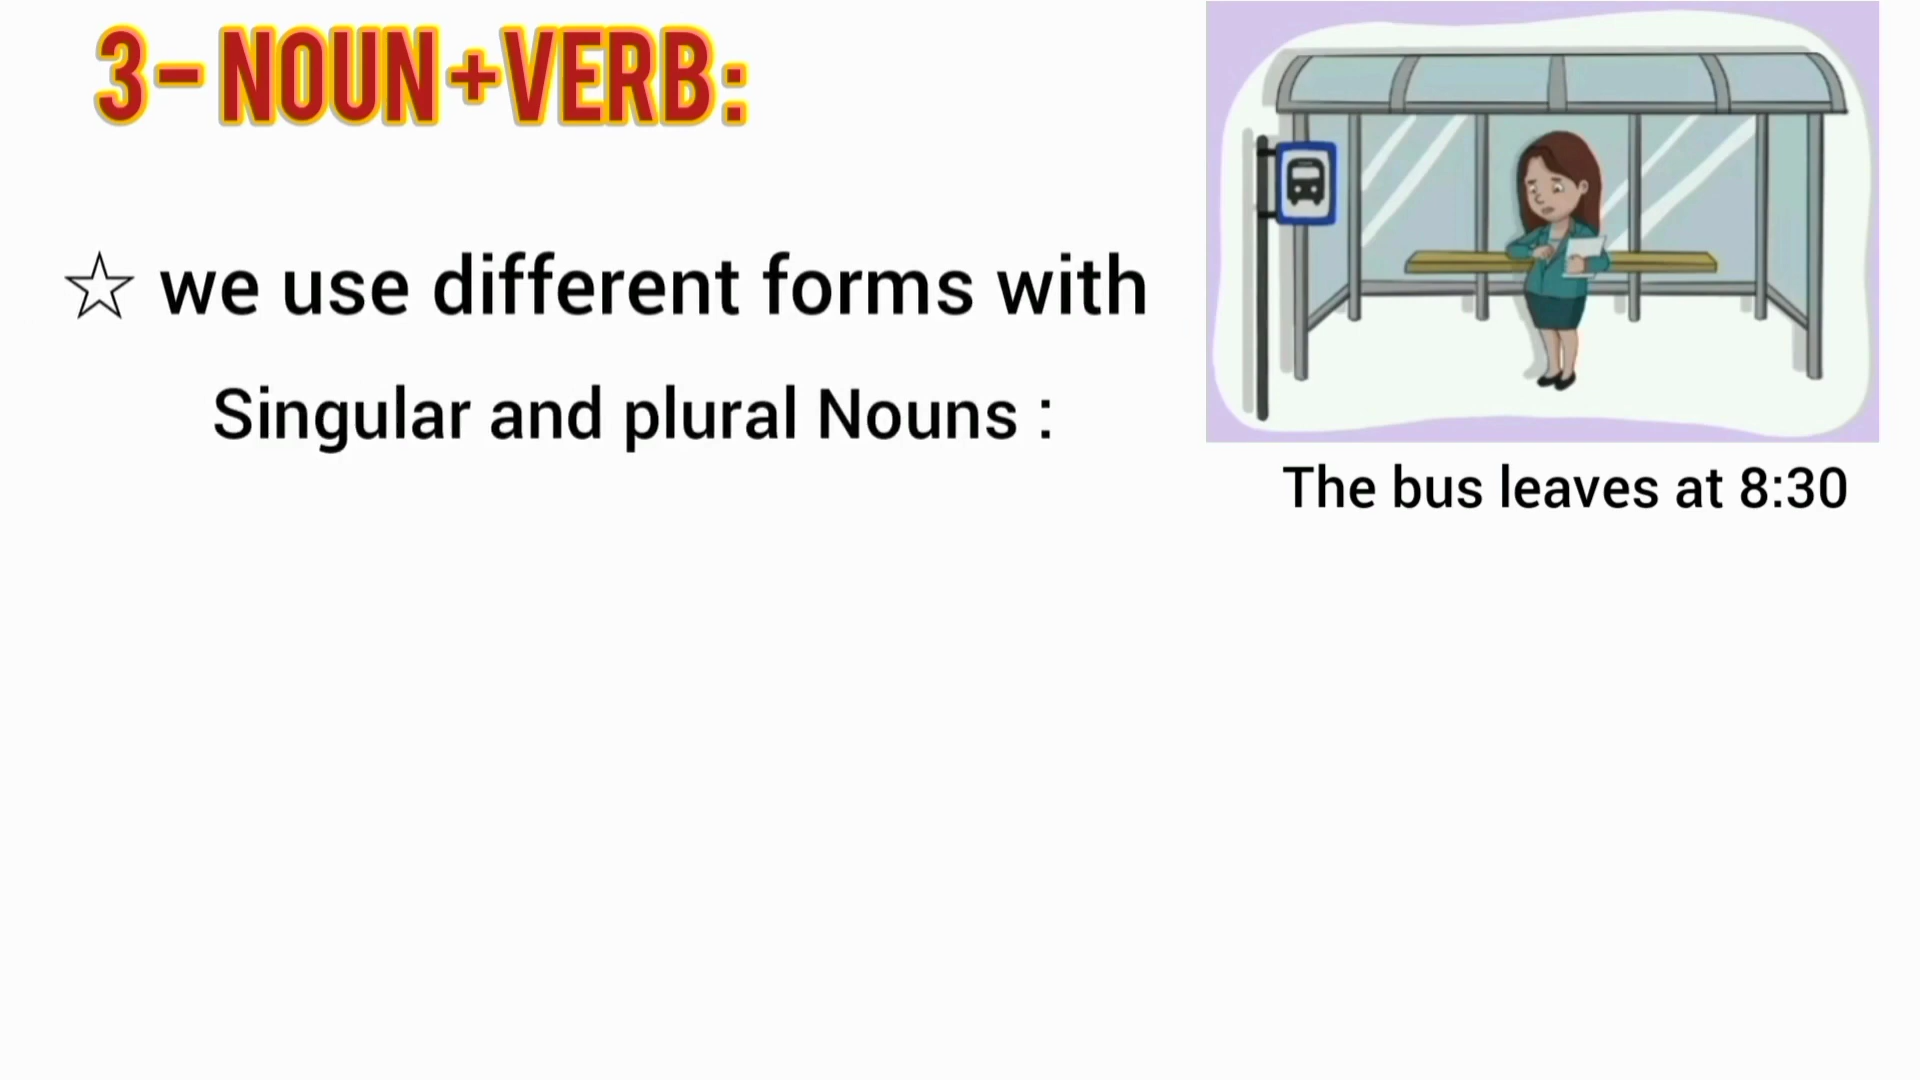 3- NOUN+VERB:
☆ we use different forms with
Singular and plural Nouns :
The bus leaves at 8:30